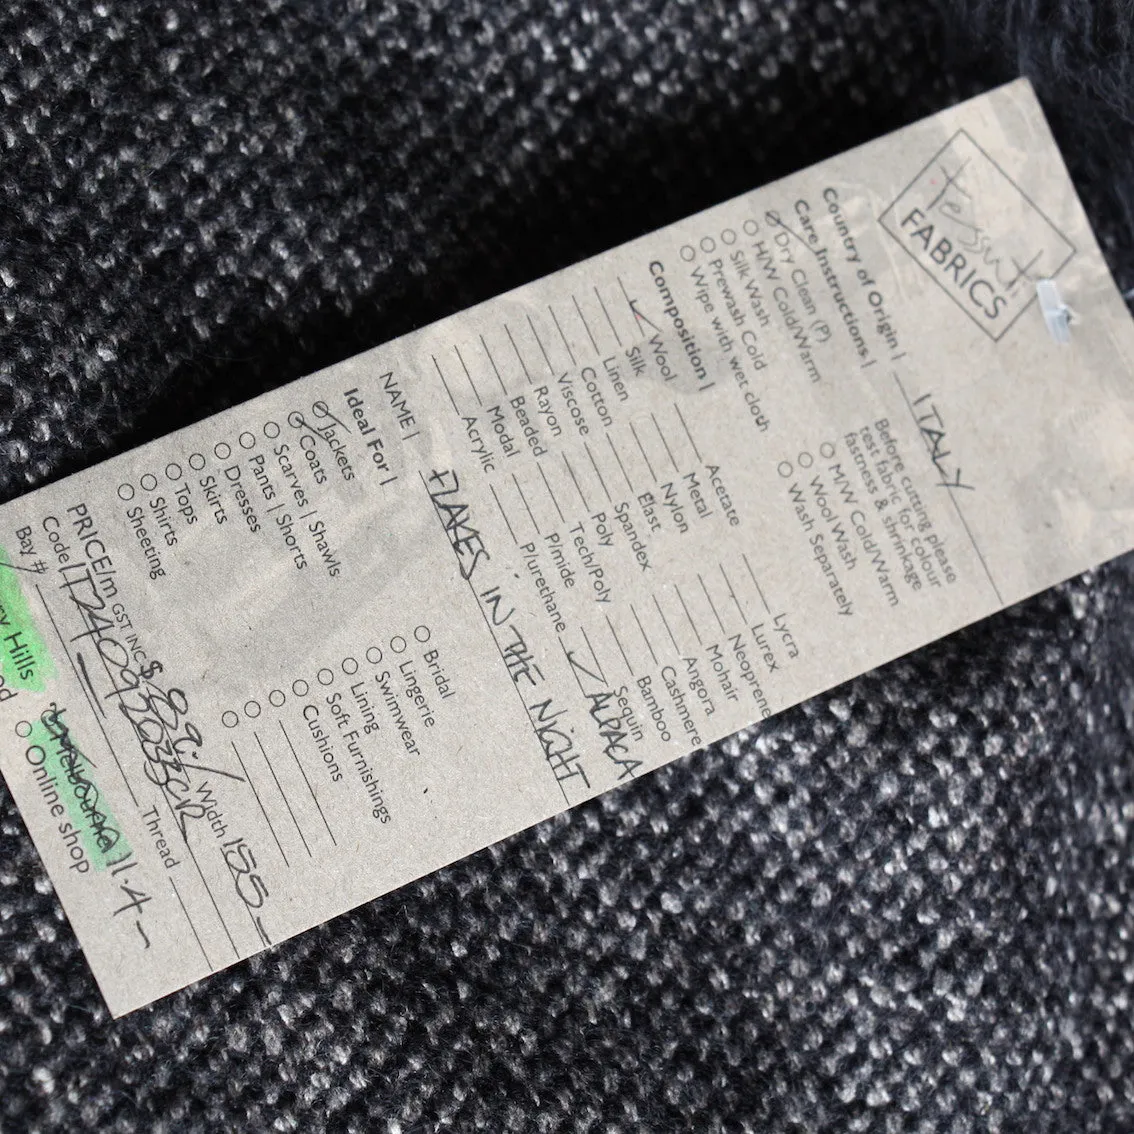 tessuti
FABRICS
Country of Origin | ITALY
Care Instructions |
Dry Clean (P)
H/W Cold/Warm
Silk Wash
Prewash Cold
Wipe with wet cloth
Before cutting please
test fabric for colour
fastness & shrinkage
M/W Cold/Warm
Wool Wash
Wash Separately
Composition |
Wool
Silk
Linen
Cotton
Viscose
Rayon
Beaded
Modal
Acrylic
Acetate
Metal
Nylon
Elast
Spandex
Poly
Tech/Poly
P/mide
P/urethane
Lycra
Lurex
Neoprene
Mohair
Angora
Cashmere
Bamboo
Sequin
ALPACA
NAME | FLAKES IN THE NIGHT
Ideal For |
Jackets
Coats
Scarves | Shawls
Pants | Shorts
Dresses
Skirts
Tops
Shirts
Sheeting
Bridal
Lingerie
Swimwear
Lining
Soft Furnishings
Cushions
PRICE/m GST INC $89.- Width 155-
Code
Thread
Bay #
Hills
Melbourne 11.4-
Online shop